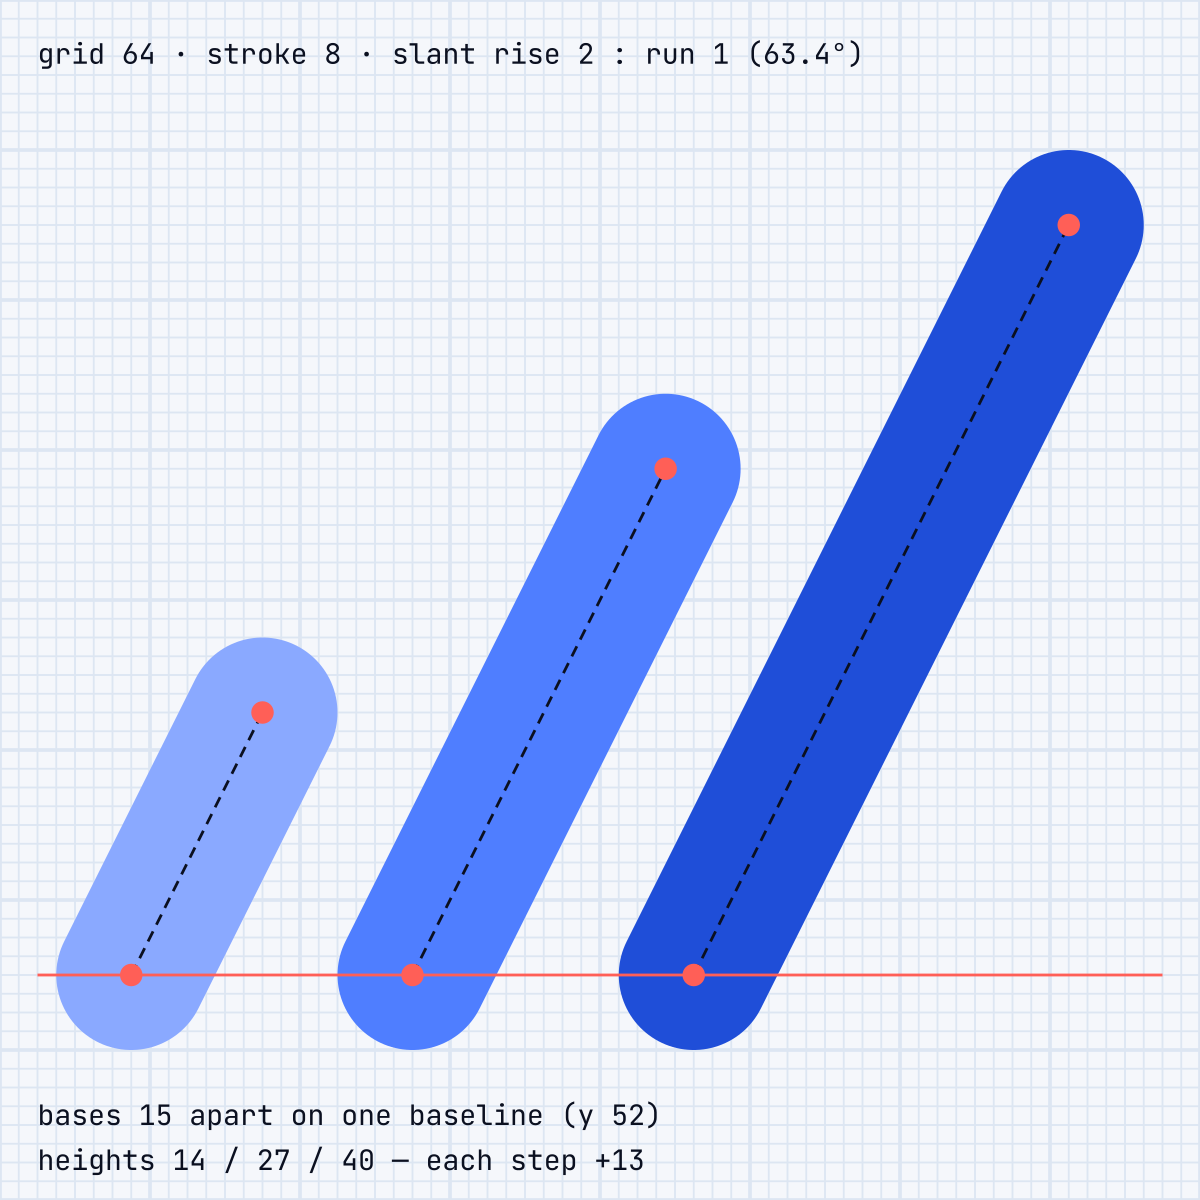 grid 64 · stroke 8 · slant rise 2 : run 1 (63.4°)
bases 15 apart on one baseline (y 52)
heights 14 / 27 / 40 — each step +13